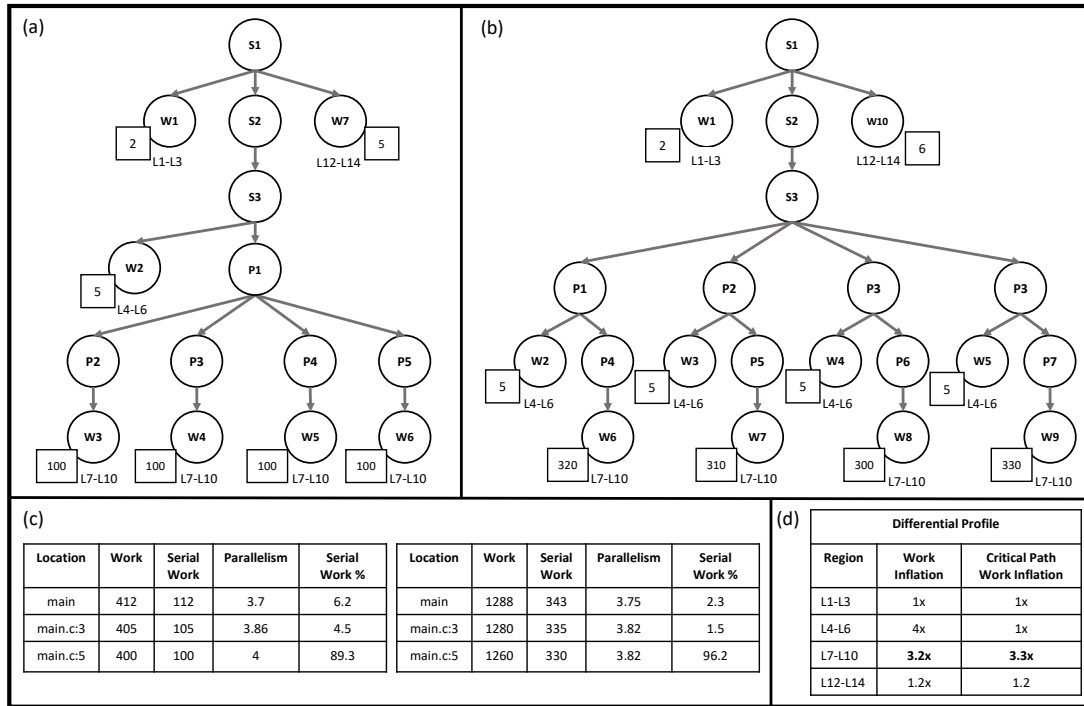 (a)
S1
W1
S2
W7
2
5
L1-L3
L12-L14
S3
W2
P1
5
L4-L6
P2
P3
P4
P5
W3
W4
W5
W6
100
100
100
100
L7-L10
L7-L10
L7-L10
L7-L10
(b)
S1
W1
S2
W10
2
6
L1-L3
L12-L14
S3
P1
P2
P3
P3
W2
P4
W3
P5
W4
P6
W5
P7
5
5
5
5
L4-L6
L4-L6
L4-L6
L4-L6
W6
W7
W8
W9
320
310
300
330
L7-L10
L7-L10
L7-L10
L7-L10
(c)
Location Work Serial Work Parallelism Serial Work %
main 412 112 3.7 6.2
main.c:3 405 105 3.86 4.5
main.c:5 400 100 4 89.3
Location Work Serial Work Parallelism Serial Work %
main 1288 343 3.75 2.3
main.c:3 1280 335 3.82 1.5
main.c:5 1260 330 3.82 96.2
(d)
Differential Profile
Region Work Inflation Critical Path Work Inflation
L1-L3 1x 1x
L4-L6 4x 1x
L7-L10 3.2x 3.3x
L12-L14 1.2x 1.2